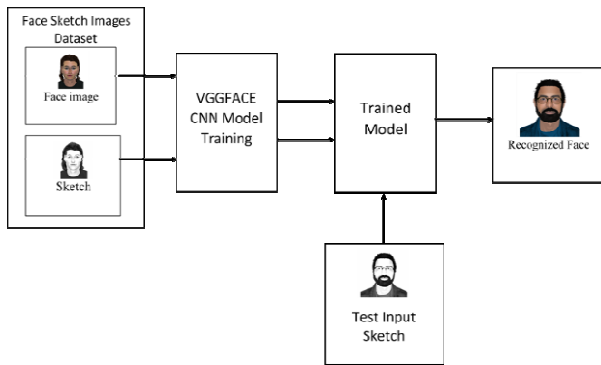 Face Sketch Images
Dataset
Face image
Sketch
VGGFACE
CNN Model
Training
Trained
Model
Recognized Face
Test Input
Sketch